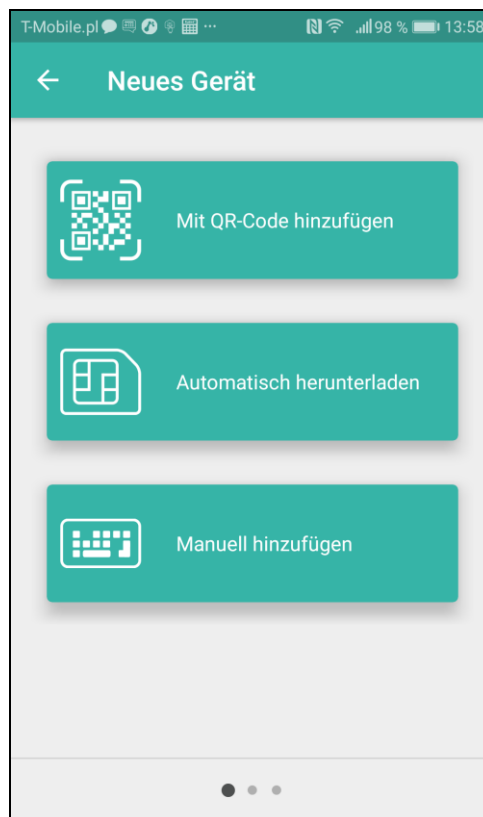 T-Mobile.pl 98 % 13:58
Neues Gerät
Mit QR-Code hinzufügen
Automatisch herunterladen
Manuell hinzufügen